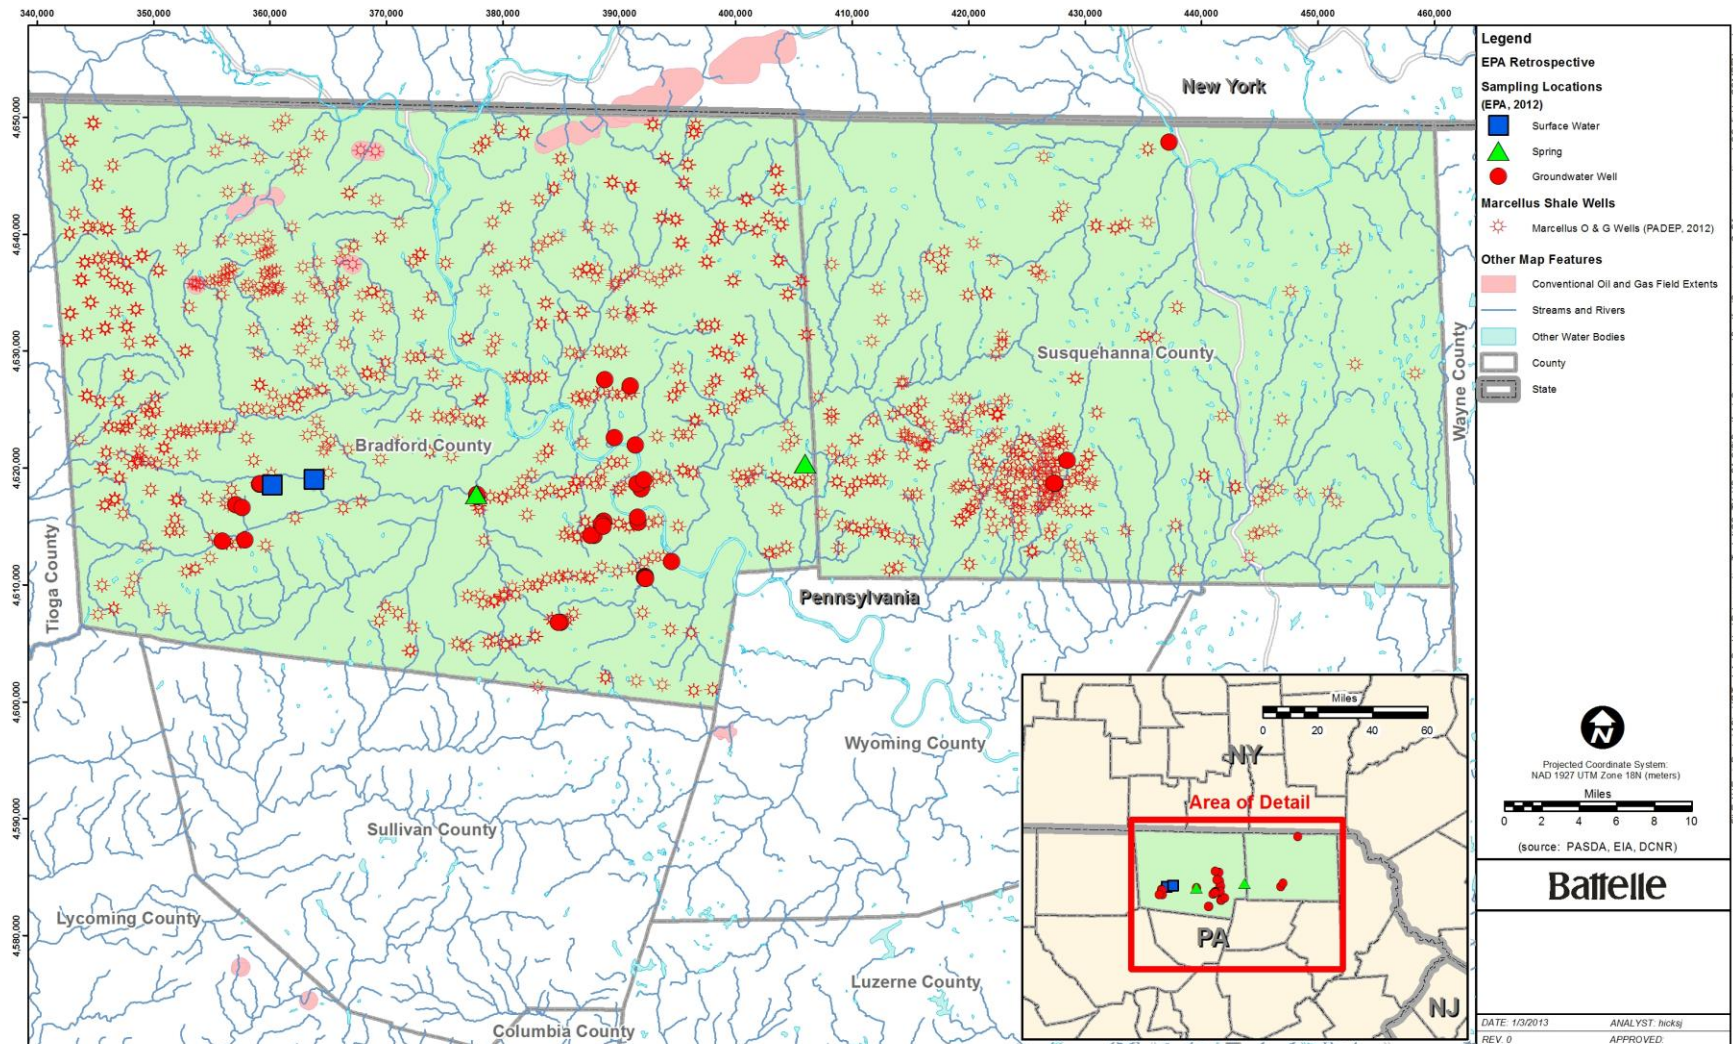 340,000 350,000 360,000 370,000 380,000 390,000 400,000 410,000 420,000 430,000 440,000 450,000 460,000
4,650,000
4,640,000
4,630,000
4,620,000
4,610,000
4,600,000
4,590,000
4,580,000
New York
Susquehanna County
Bradford County
Wayne County
Tioga County
Pennsylvania
Wyoming County
Sullivan County
Lycoming County
Luzerne County
Columbia County
Miles
0 20 40 60
NY
Area of Detail
PA
NJ
Legend
EPA Retrospective
Sampling Locations
(EPA, 2012)
Surface Water
Spring
Groundwater Well
Marcellus Shale Wells
Marcellus O & G Wells (PADEP, 2012)
Other Map Features
Conventional Oil and Gas Field Extents
Streams and Rivers
Other Water Bodies
County
State
N
Projected Coordinate System:
NAD 1927 UTM Zone 18N (meters)
Miles
0 2 4 6 8 10
(source: PASDA, EIA, DCNR)
Battelle
DATE: 1/3/2013 ANALYST: hicksj
REV. 0 APPROVED: